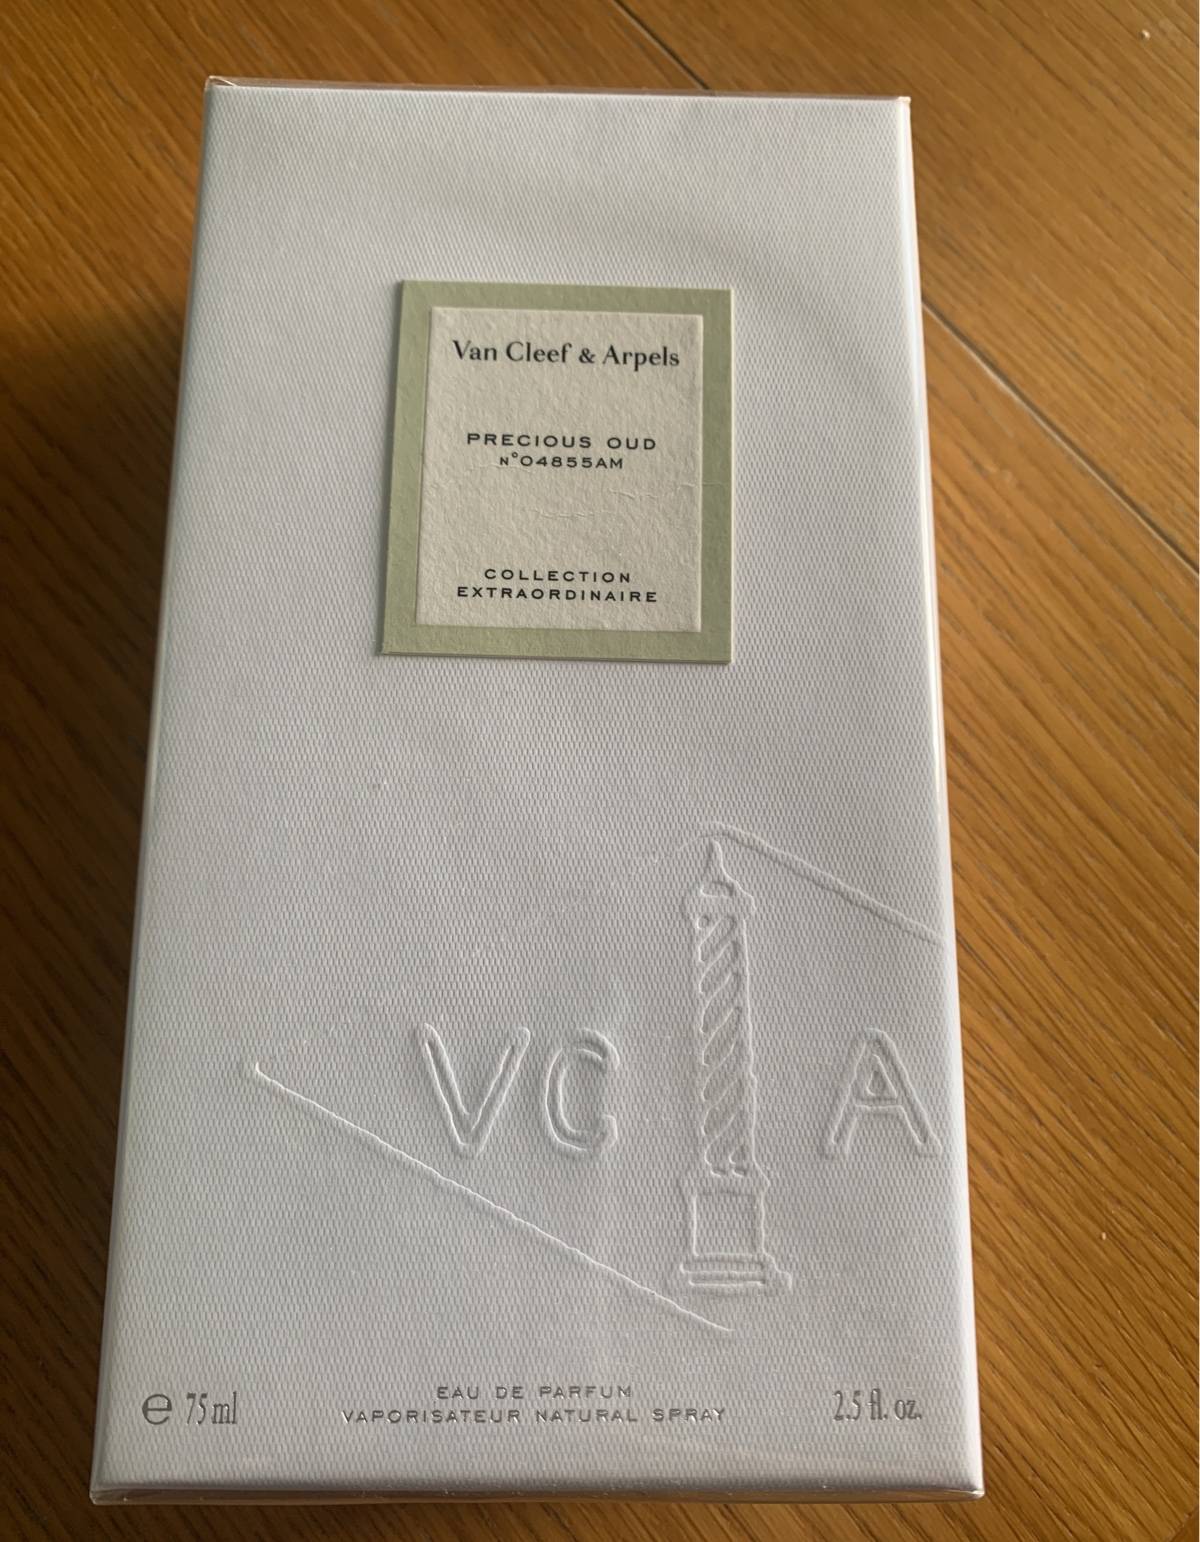 Van Cleef & Arpels
PRECIOUS OUD
N°04855AM
COLLECTION
EXTRAORDINAIRE
VC A
EAU DE PARFUM
℮ 75 ml VAPORISATEUR NATURAL SPRAY 2.5 fl. oz.